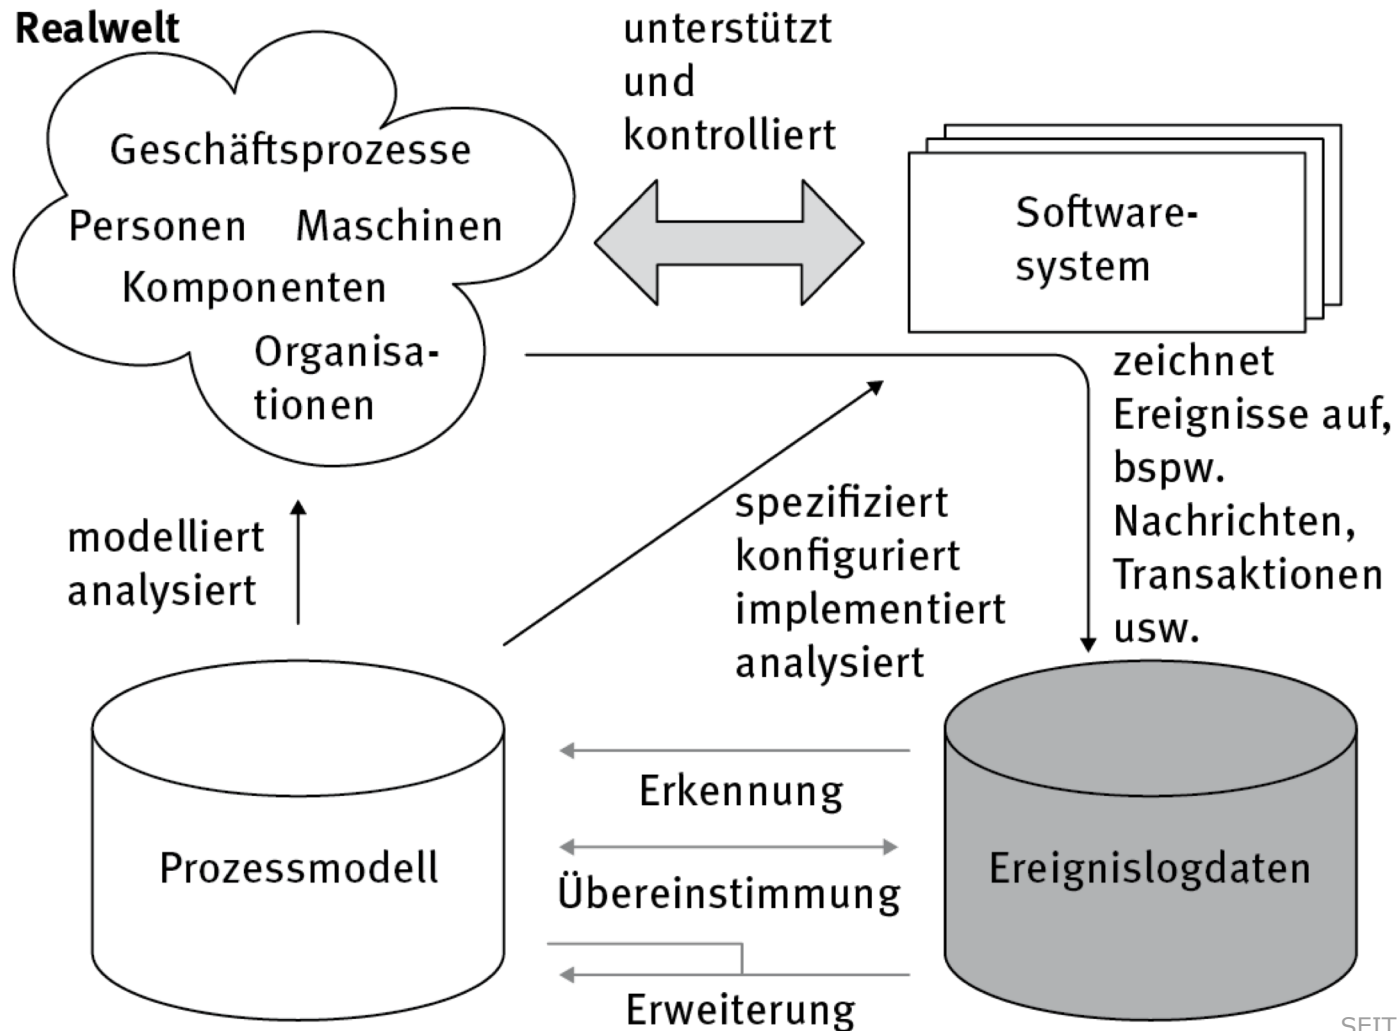 Realwelt
Geschäftsprozesse
Personen Maschinen
Komponenten
Organisa-
tionen
unterstützt
und
kontrolliert
Software-
system
zeichnet
Ereignisse auf,
bspw.
Nachrichten,
Transaktionen
usw.
modelliert
analysiert
spezifiziert
konfiguriert
implementiert
analysiert
Prozessmodell
Erkennung
Übereinstimmung
Erweiterung
Ereignislogdaten
SEIT